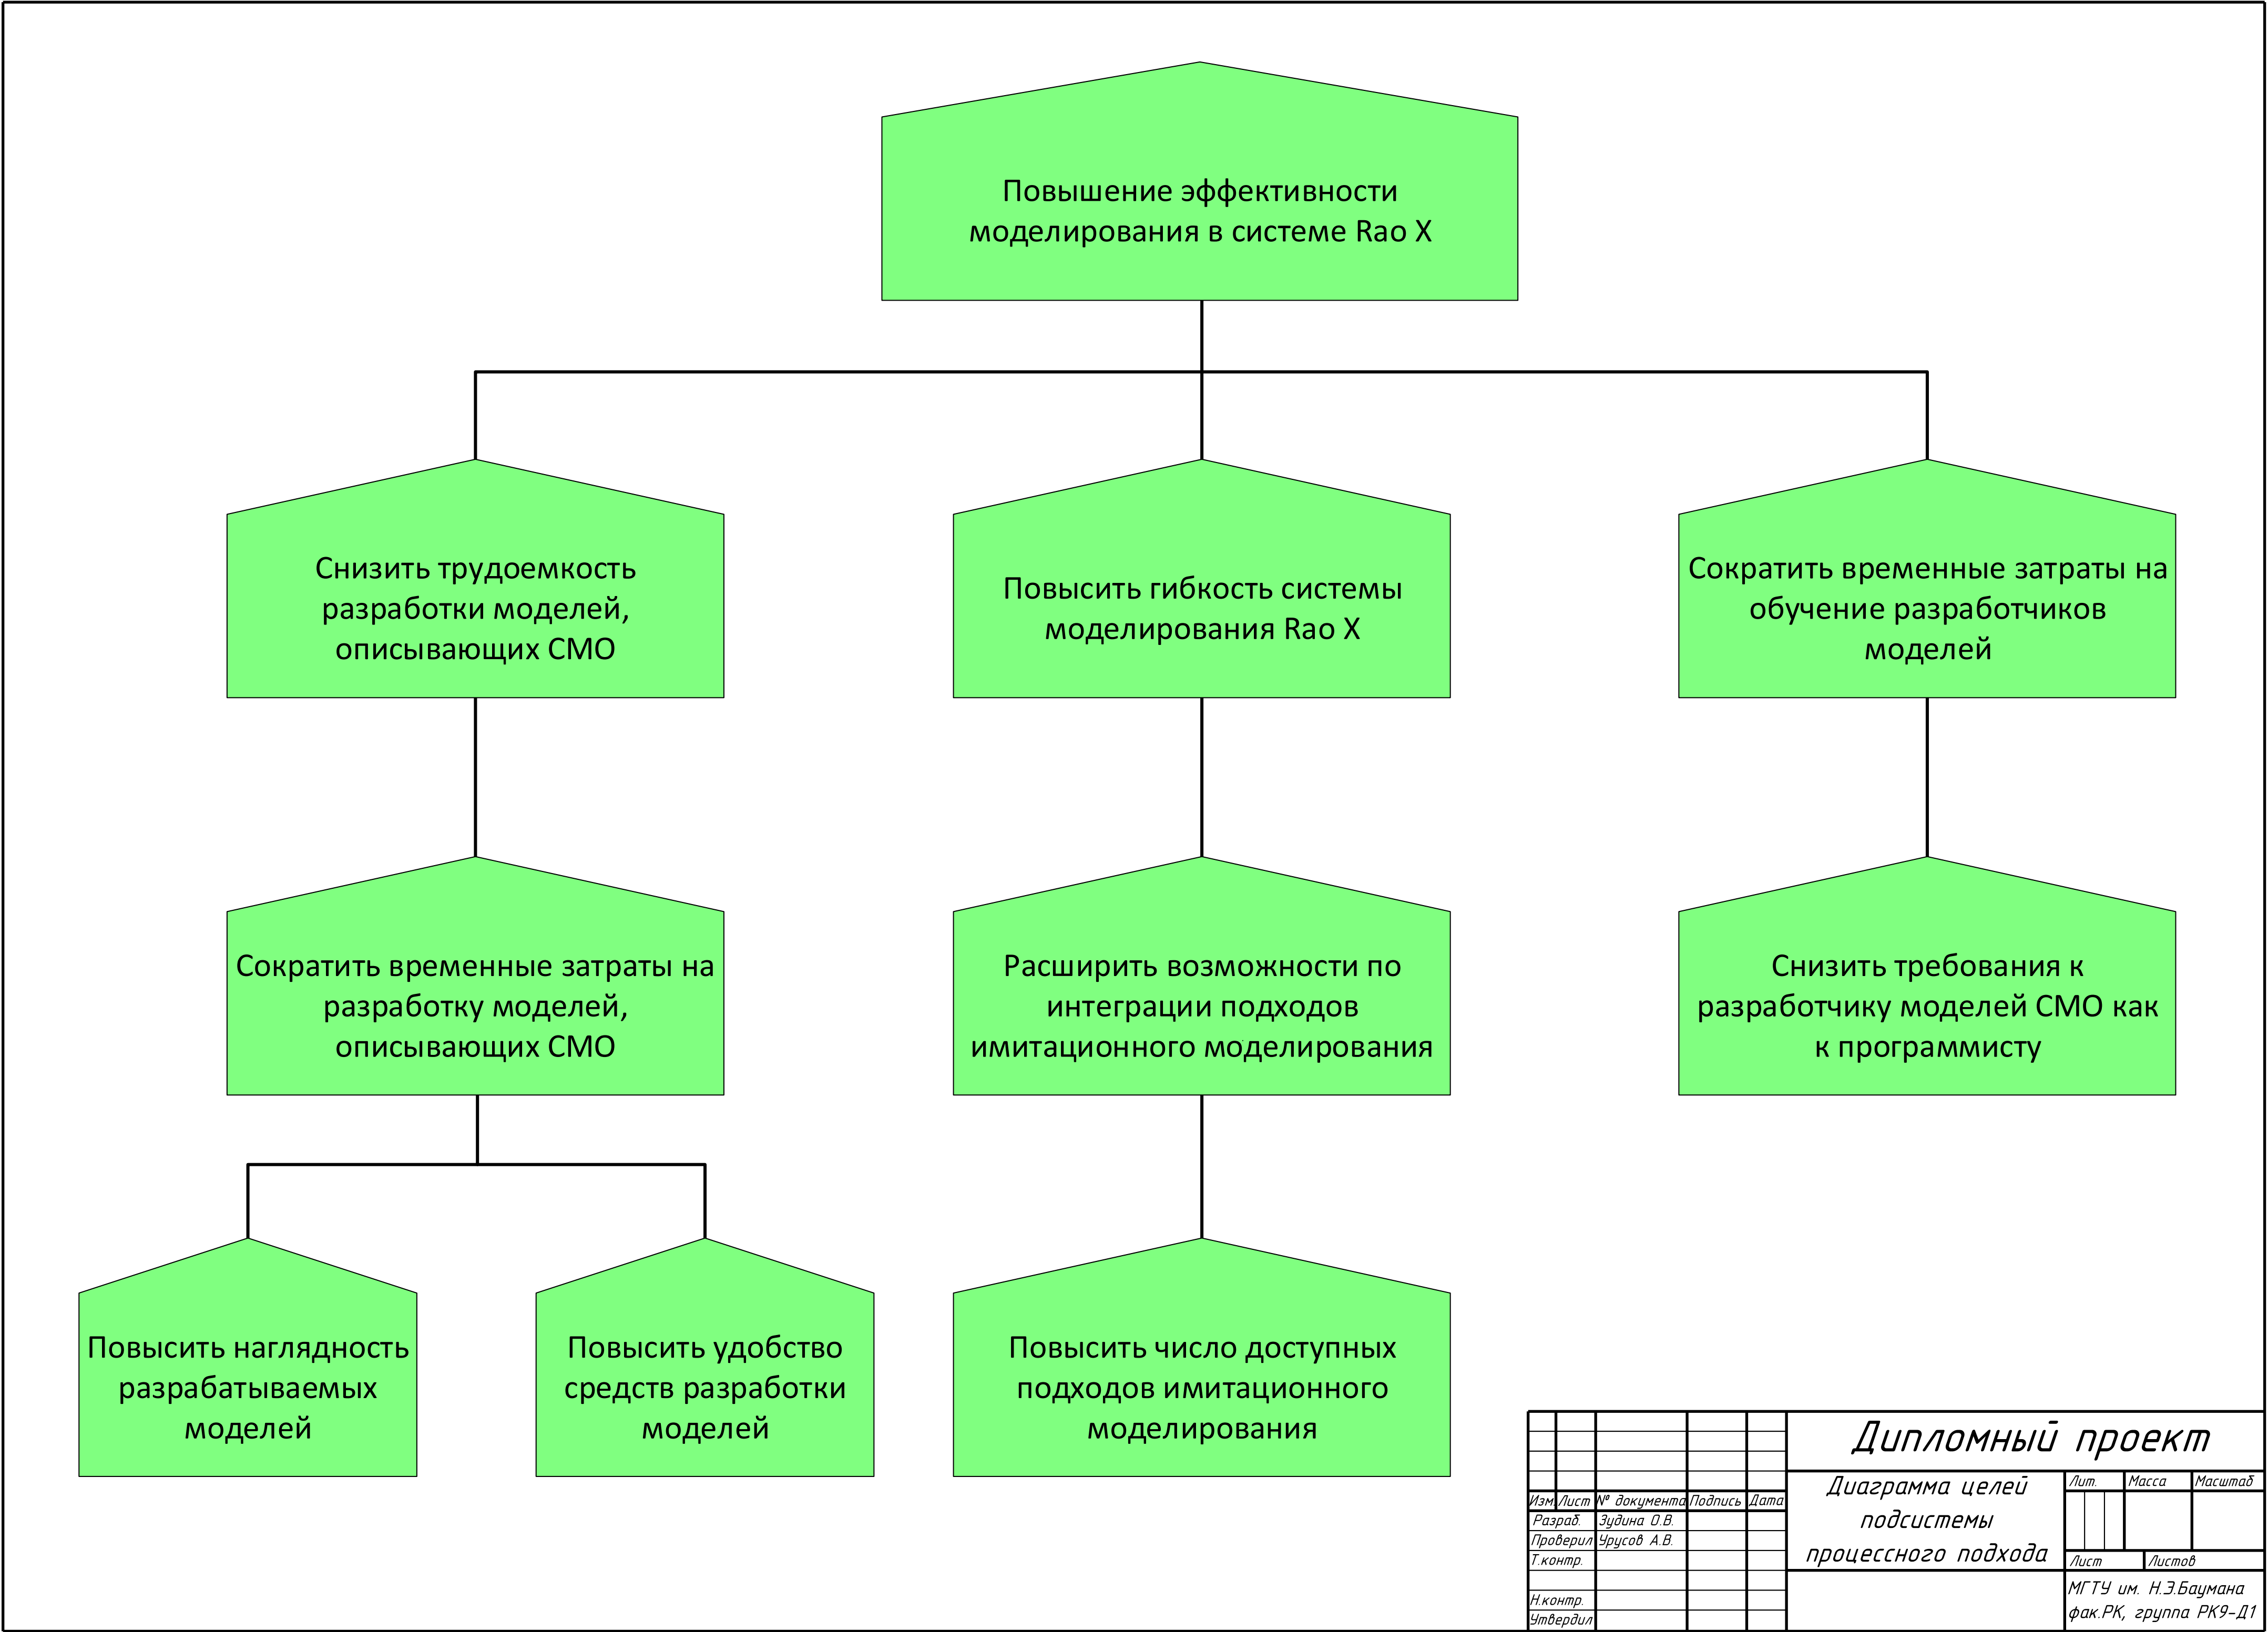 Повышение эффективности
моделирования в системе Rao X
Снизить трудоемкость
разработки моделей,
описывающих СМО
Повысить гибкость системы
моделирования Rao X
Сократить временные затраты на
обучение разработчиков
моделей
Сократить временные затраты на
разработку моделей,
описывающих СМО
Расширить возможности по
интеграции подходов
имитационного моделирования
Снизить требования к
разработчику моделей СМО как
к программисту
Повысить наглядность
разрабатываемых
моделей
Повысить удобство
средств разработки
моделей
Повысить число доступных
подходов имитационного
моделирования
Дипломный проект
Диаграмма целей
подсистемы
процессного подхода
Лит. Масса Масштаб
Изм. Лист № документа Подпись Дата
Разраб. Зудина О.В.
Проверил Урусов А.В.
Т.контр.
Лист Листов
Н.контр.
Утвердил
МГТУ им. Н.Э.Баумана
фак.РК, группа РК9-Д1